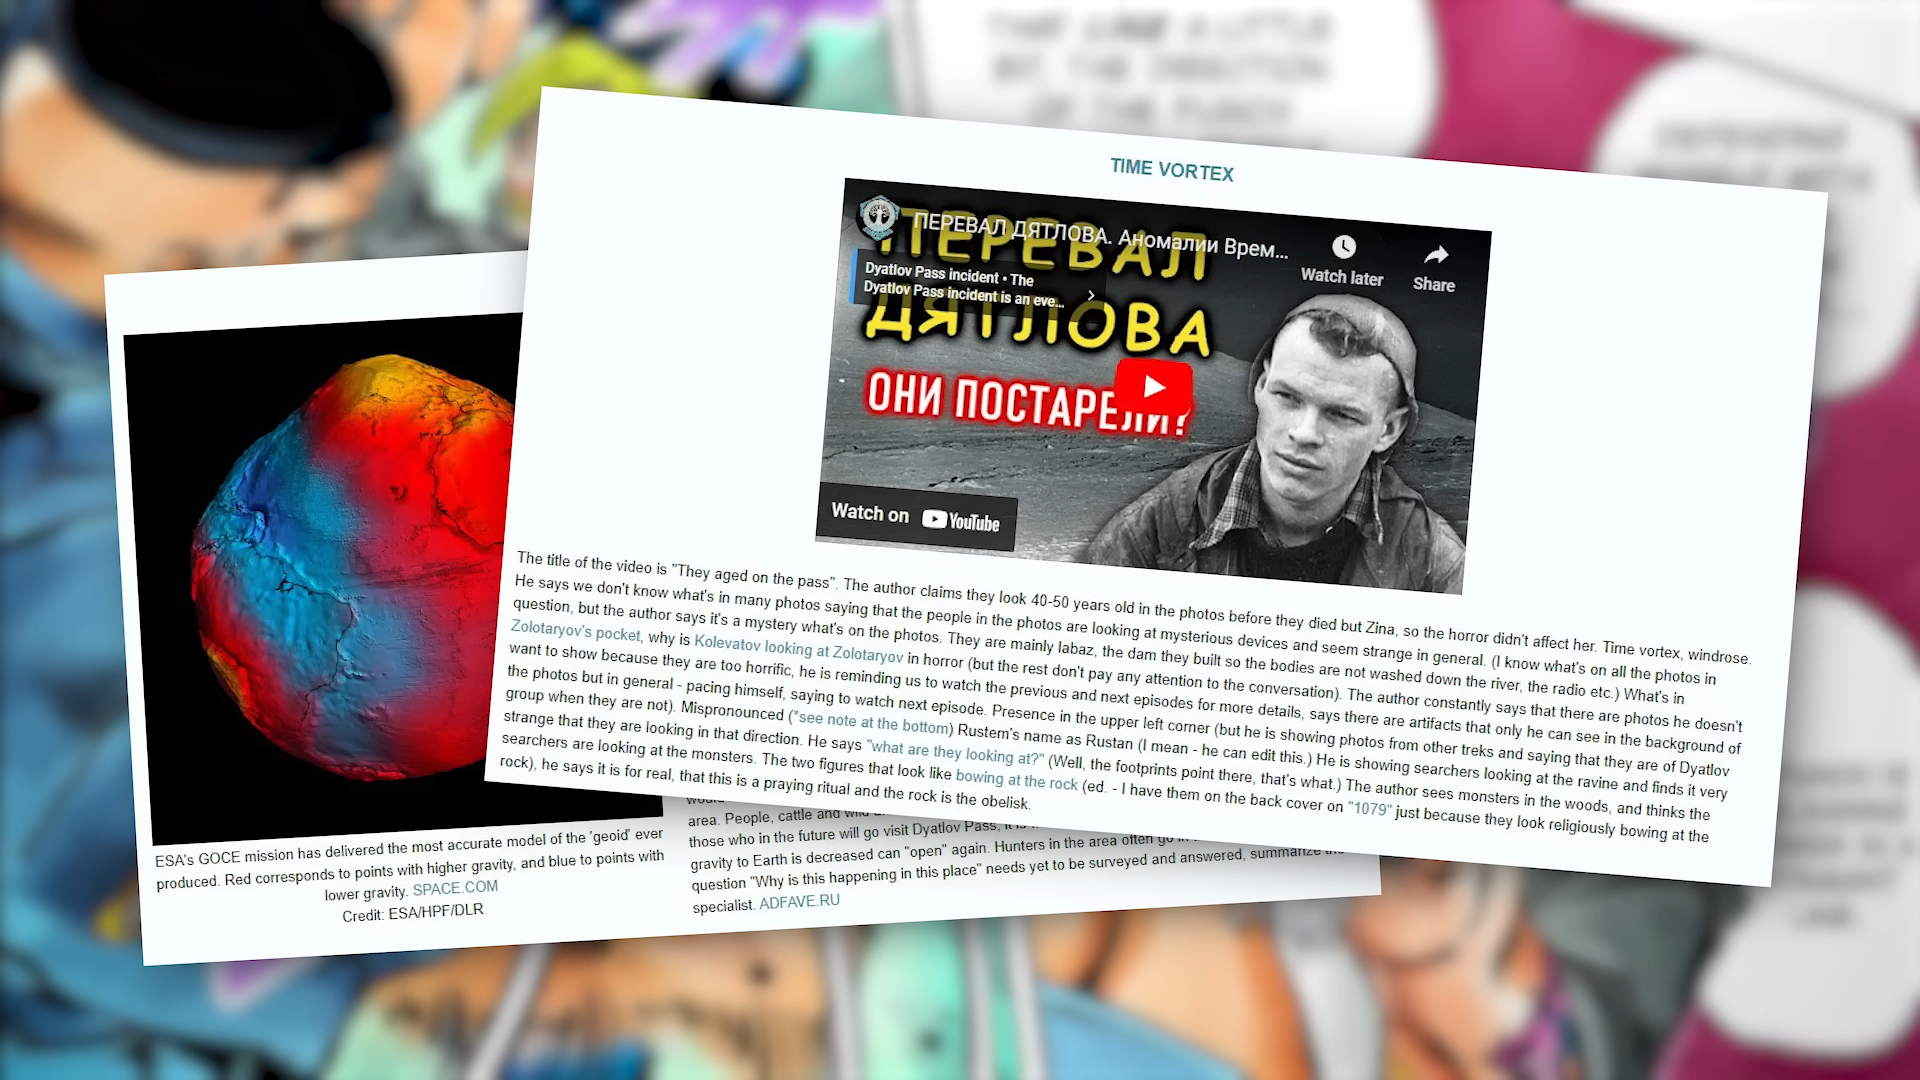 THAT LINE A LITTLE
BIT, THE DIRECTION
OF THE PUNCH
TIME VORTEX
ПЕРЕВАЛ ДЯТЛОВА. Аномалии Врем...
Watch later
Share
Dyatlov Pass incident • The
Dyatlov Pass incident is an eve...
ПЕРЕВАЛ
ДЯТЛОВА
ОНИ ПОСТАРЕЛИ?
Watch on YouTube
The title of the video is "They aged on the pass". The author claims they look 40-50 years old in the photos before they died but Zina, so the horror didn't affect her. Time vortex, windrose.
He says we don't know what's in many photos saying that the people in the photos are looking at mysterious devices and seem strange in general. (I know what's on all the photos in
question, but the author says it's a mystery what's on the photos. They are mainly labaz, the dam they built so the bodies are not washed down the river, the radio etc.) What's in
Zolotaryov's pocket, why is Kolevatov looking at Zolotaryov in horror (but the rest don't pay any attention to the conversation). The author constantly says that there are photos he doesn't
want to show because they are too horrific, he is reminding us to watch the previous and next episodes for more details, says there are artifacts that only he can see in the background of
the photos but in general - pacing himself, saying to watch next episode. Presence in the upper left corner (but he is showing photos from other treks and saying that they are of Dyatlov
group when they are not). Mispronounced (*see note at the bottom) Rustem's name as Rustan (I mean - he can edit this.) He is showing searchers looking at the ravine and finds it very
strange that they are looking in that direction. He says "what are they looking at?" (Well, the footprints point there, that's what.) The author sees monsters in the woods, and thinks the
searchers are looking at the monsters. The two figures that look like bowing at the rock (ed. - I have them on the back cover on "1079" just because they look religiously bowing at the
rock), he says it is for real, that this is a praying ritual and the rock is the obelisk.
ESA's GOCE mission has delivered the most accurate model of the 'geoid' ever
produced. Red corresponds to points with higher gravity, and blue to points with
lower gravity. SPACE.COM
Credit: ESA/HPF/DLR
would
area. People, cattle and wild
those who in the future will go visit Dyatlov Pass, it is
gravity to Earth is decreased can "open" again. Hunters in the area often go in
question "Why is this happening in this place" needs yet to be surveyed and answered, summarize the
specialist. ADFAVE.RU